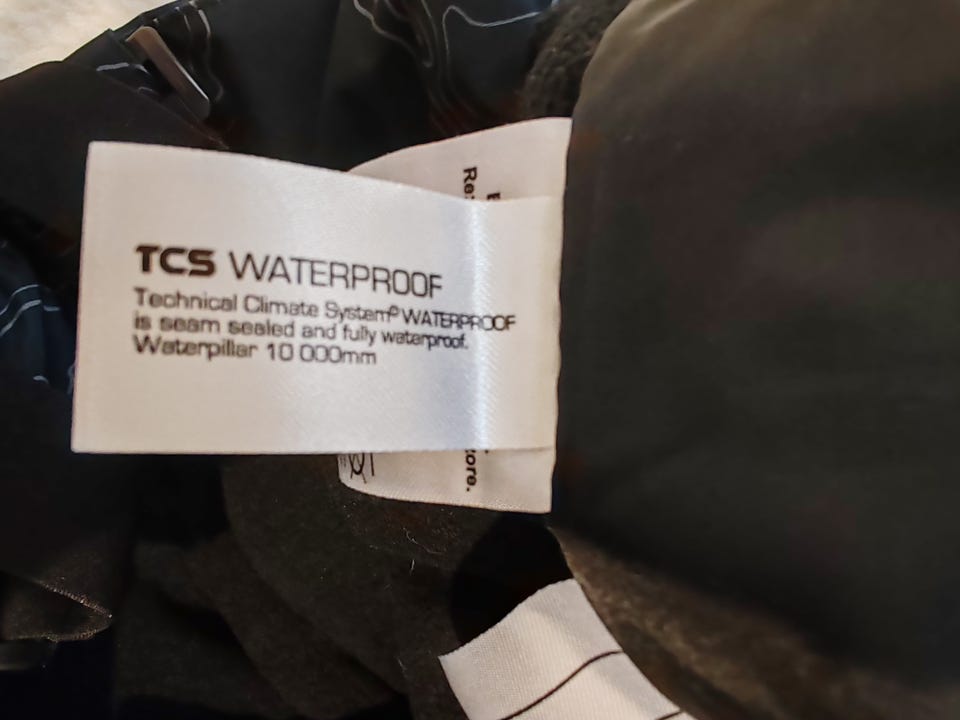 TCS WATERPROOF
Technical Climate System® WATERPROOF
is seam sealed and fully waterproof.
Waterpillar 10 000mm